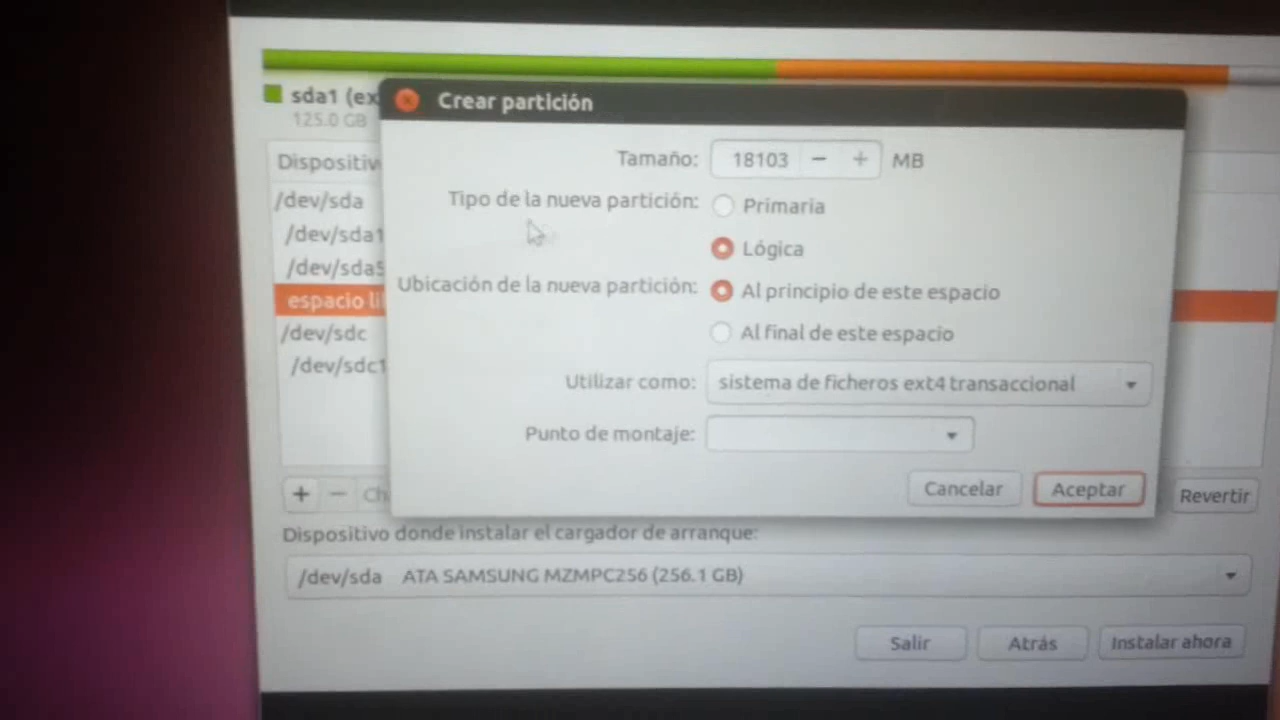 sda1 (ex
125.0 GB
Crear partición
Dispositiv
/dev/sda
/dev/sda1
/dev/sda5
espacio li
/dev/sdc
/dev/sdc1
Tamaño: 18103 − + MB
Tipo de la nueva partición: Primaria
Lógica
Ubicación de la nueva partición: Al principio de este espacio
Al final de este espacio
Utilizar como: sistema de ficheros ext4 transaccional
Punto de montaje:
Cancelar Aceptar
+ − Ch Revertir
Dispositivo donde instalar el cargador de arranque:
/dev/sda ATA SAMSUNG MZMPC256 (256.1 GB)
Salir Atrás Instalar ahora